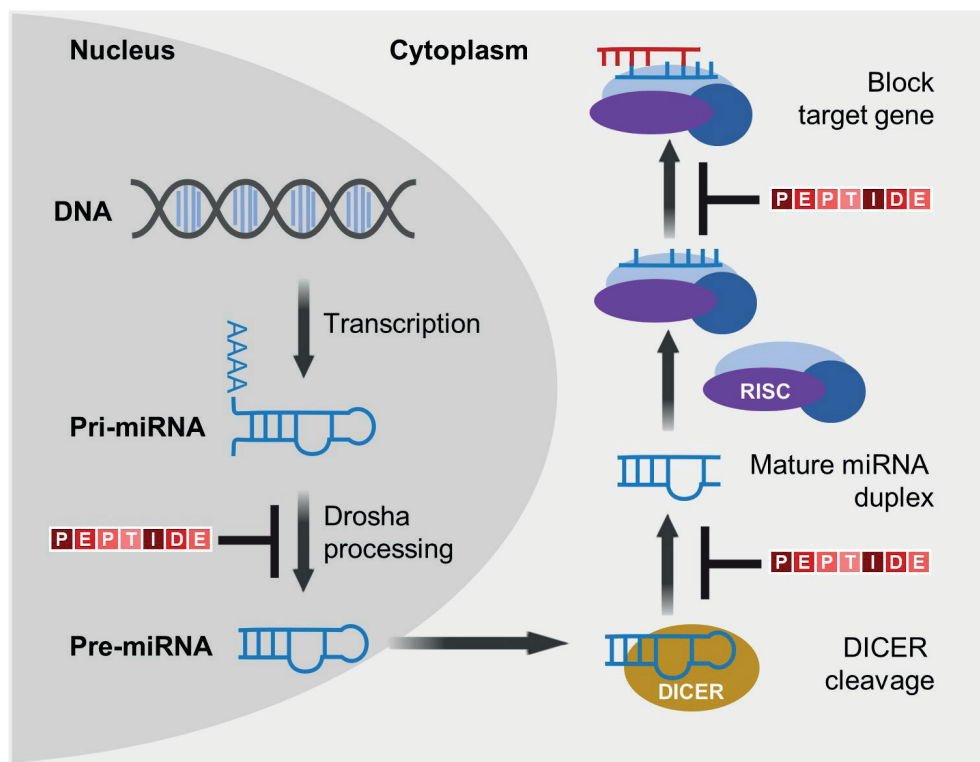 Nucleus
Cytoplasm
DNA
Transcription
AAAA
Pri-miRNA
PEPTIDE
Drosha
processing
Pre-miRNA
Block
target gene
PEPTIDE
RISC
Mature miRNA
duplex
PEPTIDE
DICER
DICER
cleavage